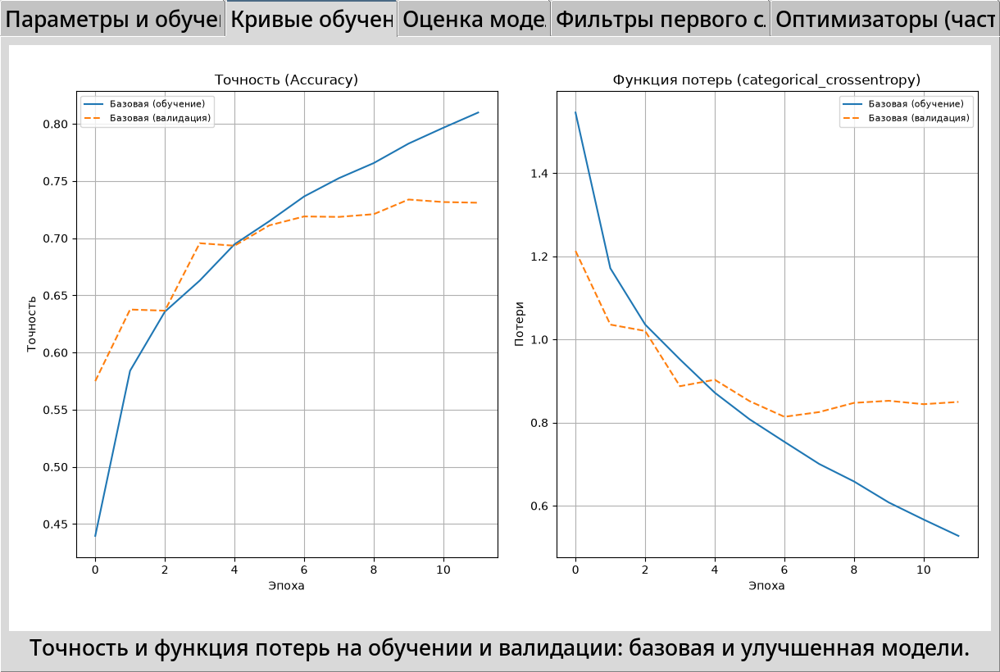 Параметры и обуче
Кривые обучен
Оценка моде
Фильтры первого с
Оптимизаторы (част
Точность (Accuracy)
Базовая (обучение)
Базовая (валидация)
0.80
0.75
0.70
0.65
0.60
0.55
0.50
0.45
Точность
0 2 4 6 8 10
Эпоха
Функция потерь (categorical_crossentropy)
Базовая (обучение)
Базовая (валидация)
1.4
1.2
1.0
0.8
0.6
Потери
0 2 4 6 8 10
Эпоха
Точность и функция потерь на обучении и валидации: базовая и улучшенная модели.